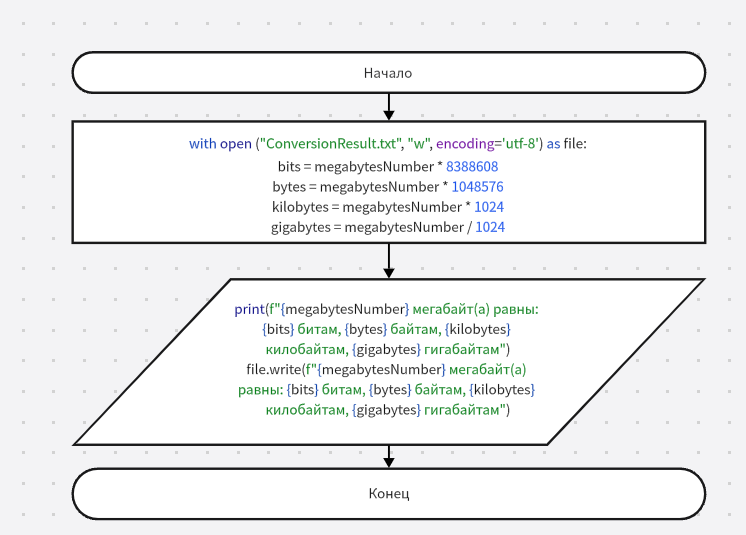 Начало
with open ("ConversionResult.txt", "w", encoding='utf-8') as file:
bits = megabytesNumber * 8388608
bytes = megabytesNumber * 1048576
kilobytes = megabytesNumber * 1024
gigabytes = megabytesNumber / 1024
print(f"{megabytesNumber} мегабайт(а) равны:
{bits} битам, {bytes} байтам, {kilobytes}
килобайтам, {gigabytes} гигабайтам")
file.write(f"{megabytesNumber} мегабайт(а)
равны: {bits} битам, {bytes} байтам, {kilobytes}
килобайтам, {gigabytes} гигабайтам")
Конец